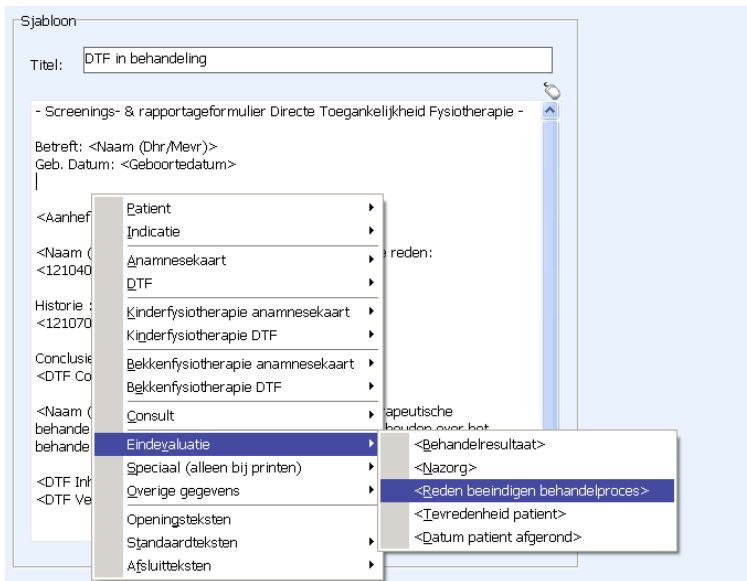 Sjabloon
Titel: DTF in behandeling
- Screenings- & rapportageformulier Directe Toegankelijkheid Fysiotherapie -
Betreft: <Naam (Dhr/Mevr)>
Geb. Datum: <Geboortedatum>
<Aanhef
<Naam ( reden:
<121040
Historie :
<121070
Conclusie
<DTF Co
<Naam ( apeutische
behande houden over het
behande
<DTF Inh
<DTF Ve
Patient
Indicatie
Anamnesekaart
DTF
Kinderfysiotherapie anamnesekaart
Kinderfysiotherapie DTF
Bekkenfysiotherapie anamnesekaart
Bekkenfysiotherapie DTF
Consult
Eindevaluatie
Speciaal (alleen bij printen)
Overige gegevens
Openingsteksten
Standaardteksten
Afsluitteksten
<Behandelresultaat>
<Nazorg>
<Reden beeindigen behandelproces>
<Tevredenheid patient>
<Datum patient afgerond>